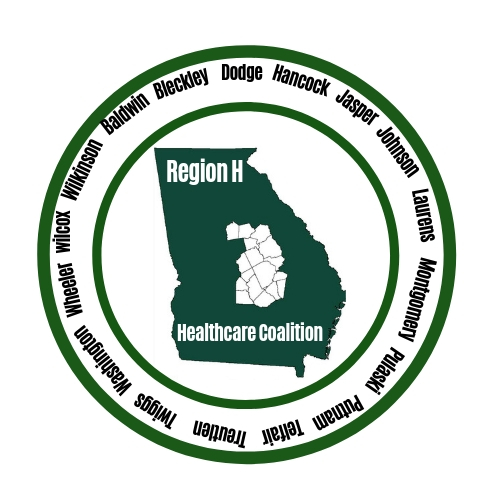 Baldwin Bleckley Dodge Hancock Jasper Johnson Laurens Montgomery Pulaski Putnam Telfair Treutlen Twiggs Washington Wheeler wilcox Wilkinson
Region H
Healthcare Coalition